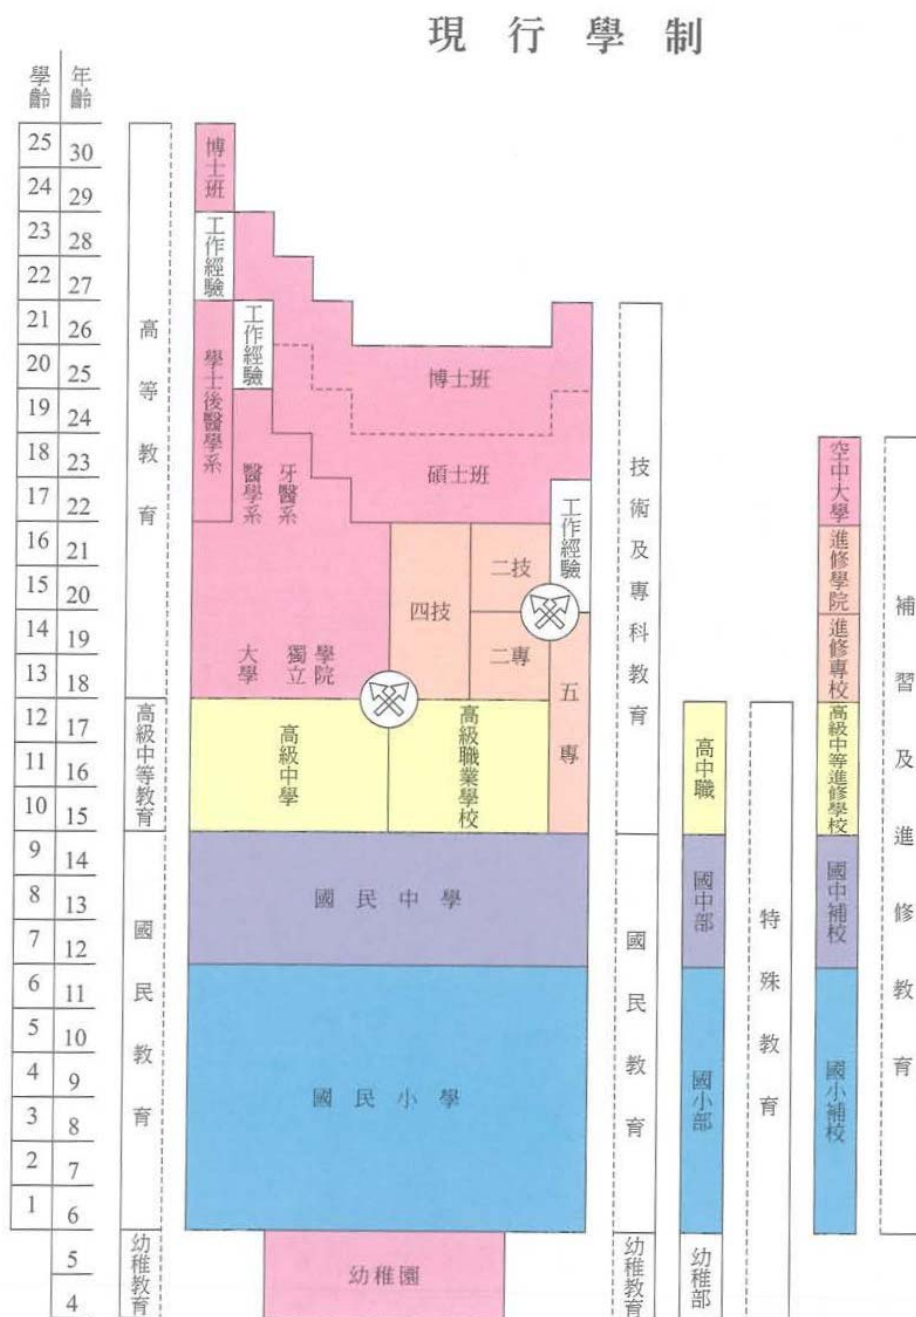 現行學制
學齡
年齡
25
24
23
22
21
20
19
18
17
16
15
14
13
12
11
10
9
8
7
6
5
4
3
2
1
30
29
28
27
26
25
24
23
22
21
20
19
18
17
16
15
14
13
12
11
10
9
8
7
6
5
4
高等教育
高級中等教育
國民教育
幼稚教育
博士班
工作經驗
學士後醫學系
工作經驗
醫學系
牙醫系
博士班
碩士班
工作經驗
大學
獨立
學院
四技
二技
二專
五專
高級中學
高級職業學校
國民中學
國民小學
幼稚園
技術及專科教育
國民教育
幼稚教育
高中職
國中部
國小部
幼稚部
特殊教育
空中大學
進修學院
進修專校
高級中等進修學校
國中補校
國小補校
補習及進修教育